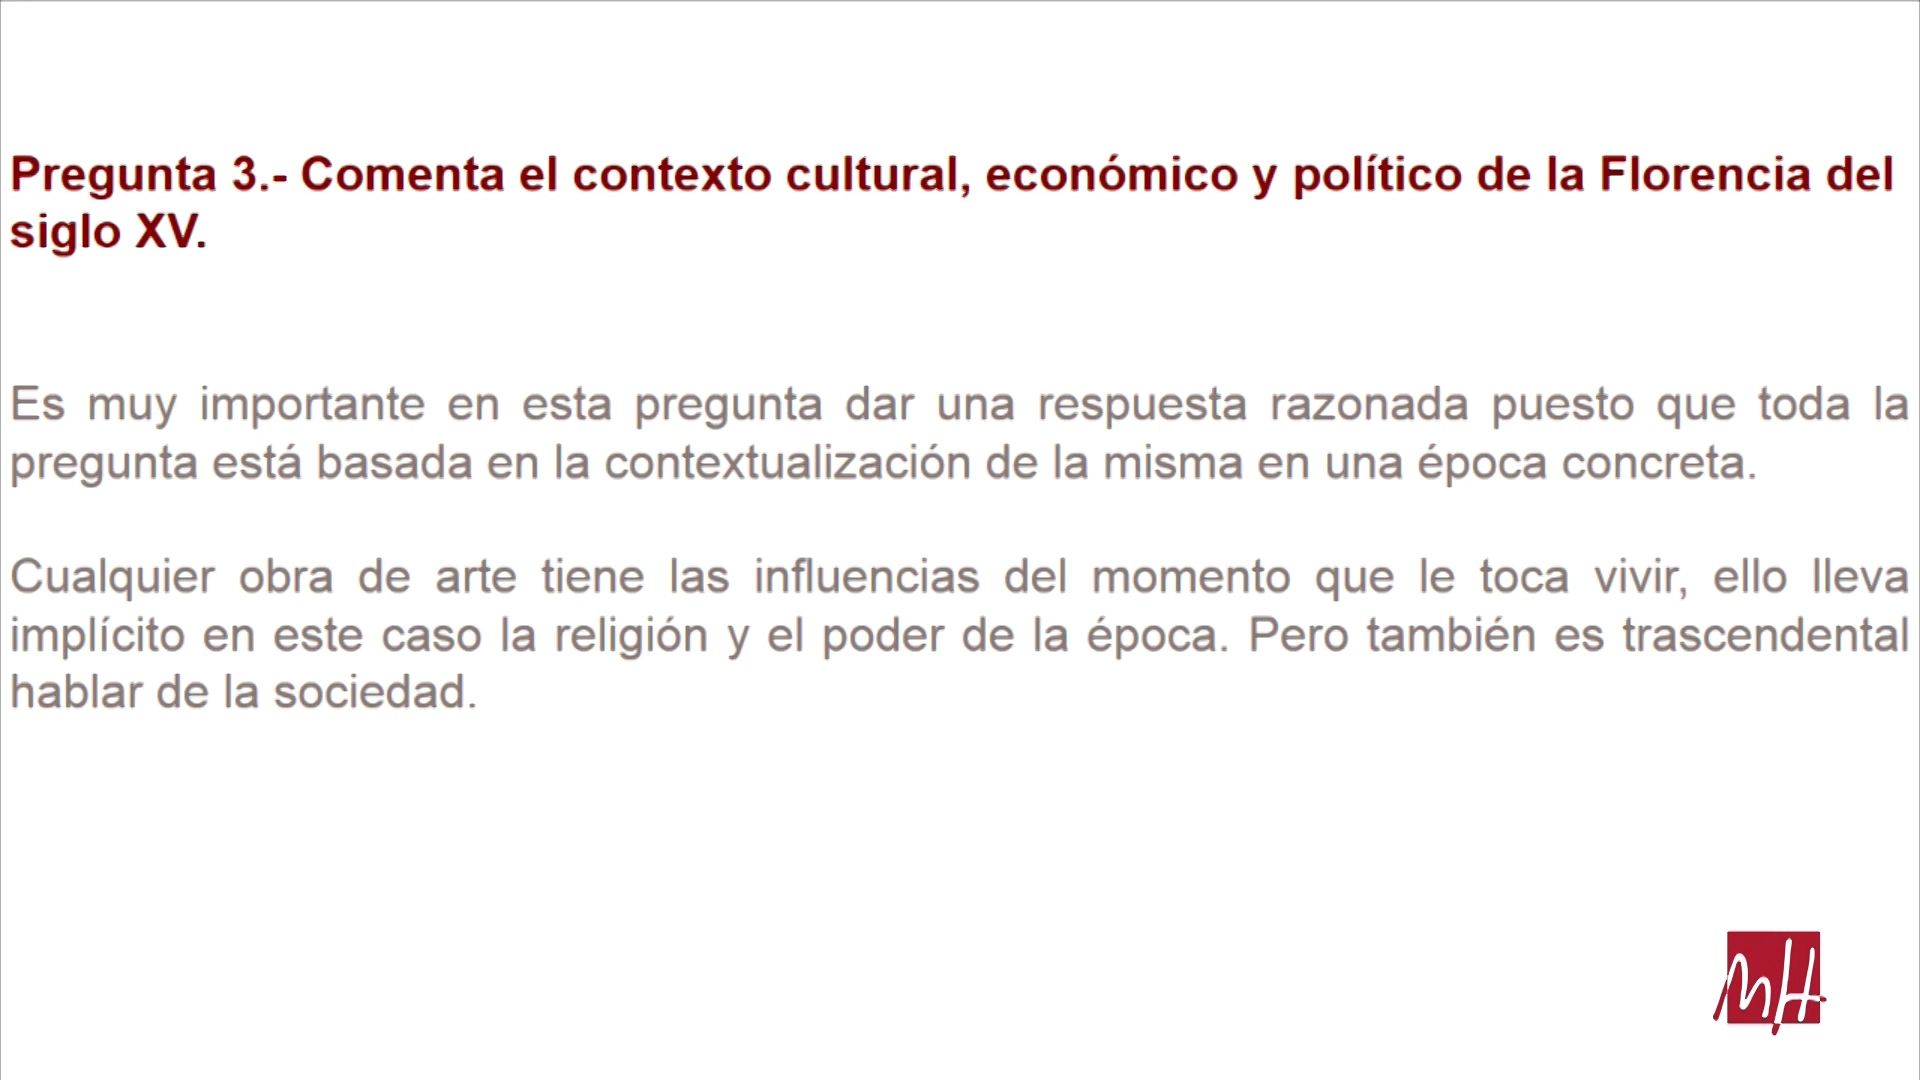 Pregunta 3.- Comenta el contexto cultural, económico y político de la Florencia del
siglo XV.
Es muy importante en esta pregunta dar una respuesta razonada puesto que toda la
pregunta está basada en la contextualización de la misma en una época concreta.
Cualquier obra de arte tiene las influencias del momento que le toca vivir, ello lleva
implícito en este caso la religión y el poder de la época. Pero también es trascendental
hablar de la sociedad.
MH